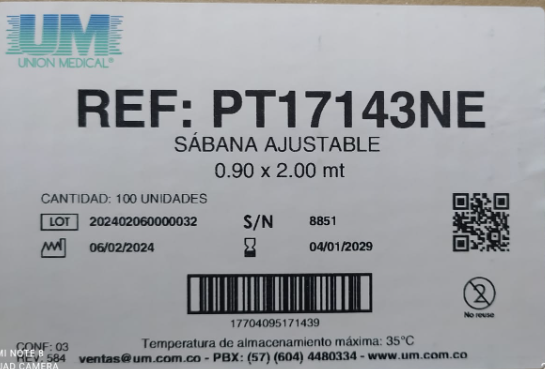 UM
UNION MEDICAL®
REF: PT17143NE
SÁBANA AJUSTABLE
0.90 x 2.00 mt
CANTIDAD: 100 UNIDADES
LOT 202402060000032 S/N 8851
06/02/2024 04/01/2029
2
No reuse
17704095171439
CONF: 03
REV: 584
Temperatura de almacenamiento máxima: 35°C
ventas@um.com.co - PBX: (57) (604) 4480334 - www.um.com.co
MI NOTE 8
UAD CAMERA